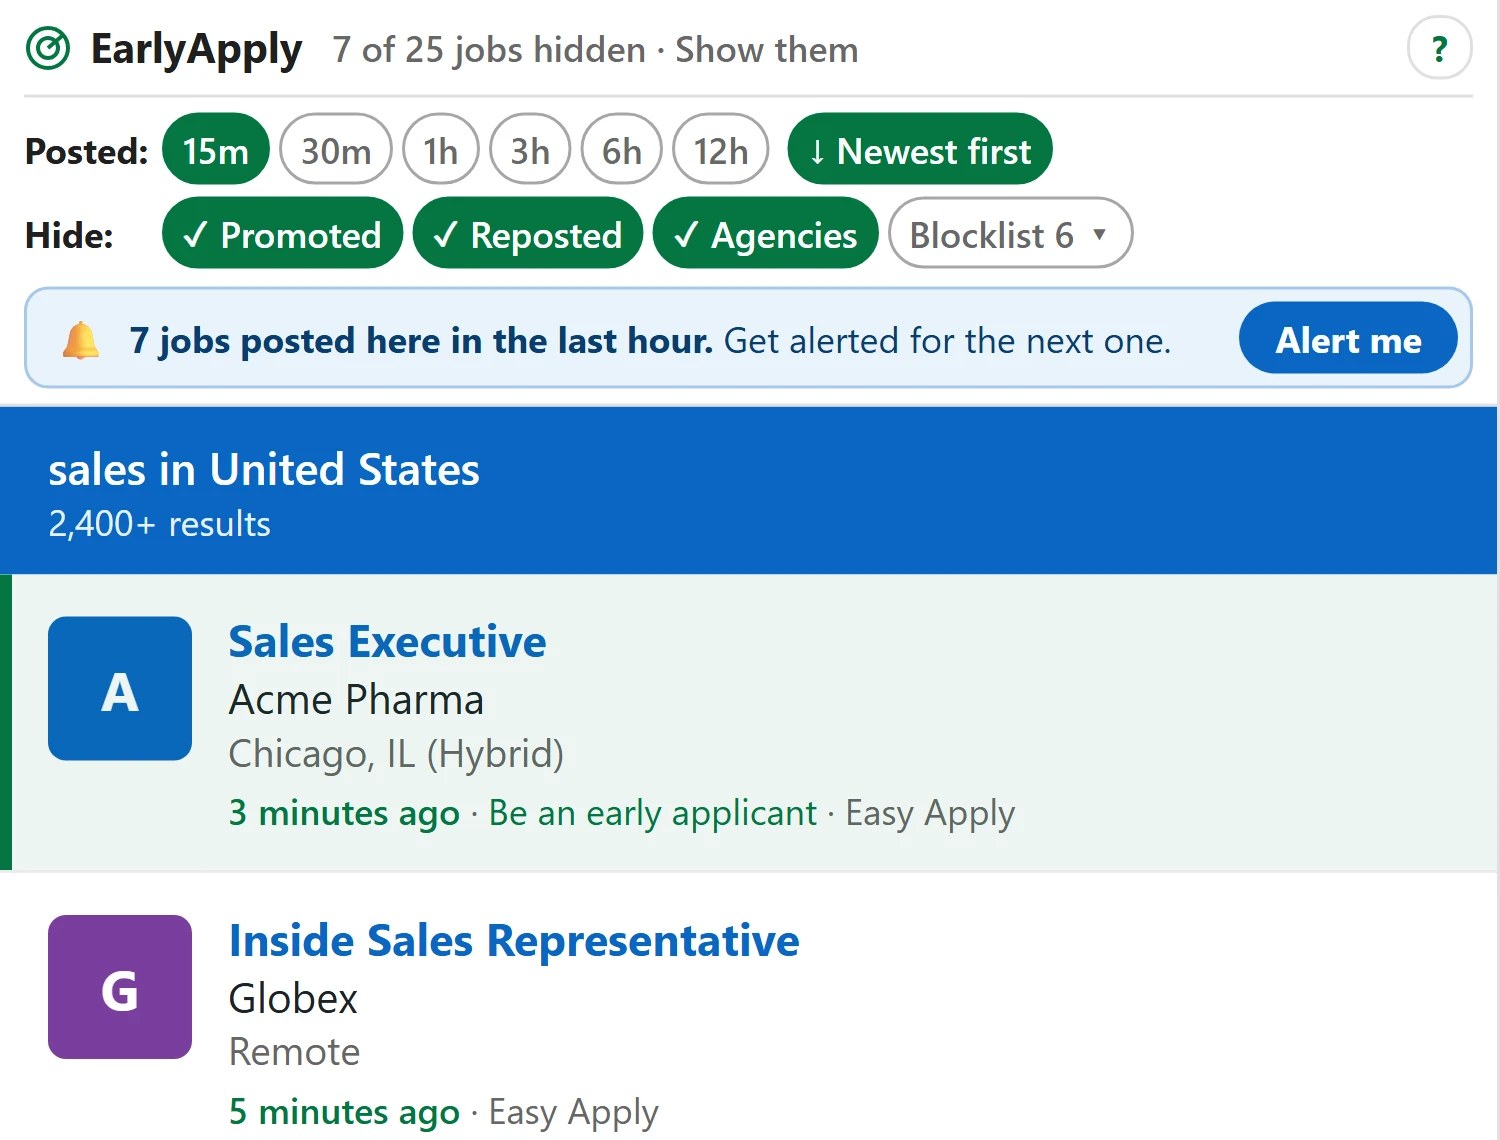 EarlyApply 7 of 25 jobs hidden · Show them ?
Posted: 15m 30m 1h 3h 6h 12h ↓ Newest first
Hide: ✓ Promoted ✓ Reposted ✓ Agencies Blocklist 6 ▼
🔔 7 jobs posted here in the last hour. Get alerted for the next one. Alert me
sales in United States
2,400+ results
A
Sales Executive
Acme Pharma
Chicago, IL (Hybrid)
3 minutes ago · Be an early applicant · Easy Apply
G
Inside Sales Representative
Globex
Remote
5 minutes ago · Easy Apply